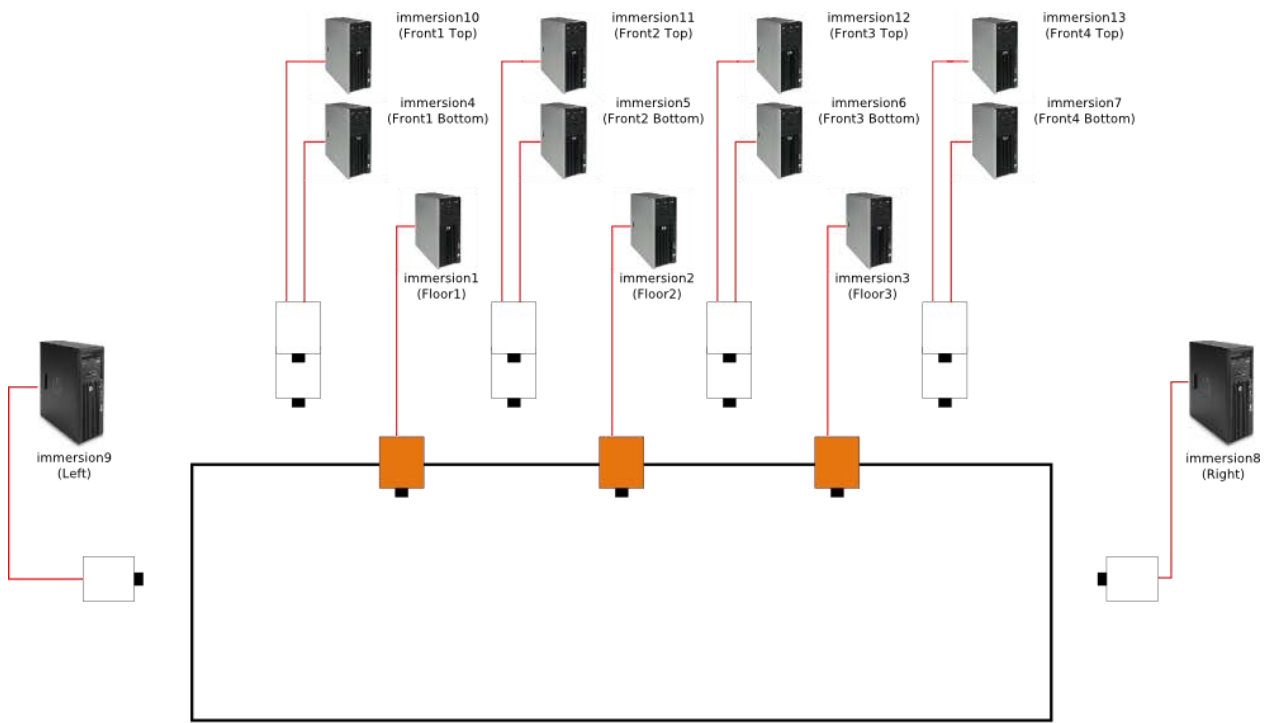 immersion10
(Front1 Top)
immersion11
(Front2 Top)
immersion12
(Front3 Top)
immersion13
(Front4 Top)
immersion4
(Front1 Bottom)
immersion5
(Front2 Bottom)
immersion6
(Front3 Bottom)
immersion7
(Front4 Bottom)
immersion1
(Floor1)
immersion2
(Floor2)
immersion3
(Floor3)
immersion9
(Left)
immersion8
(Right)